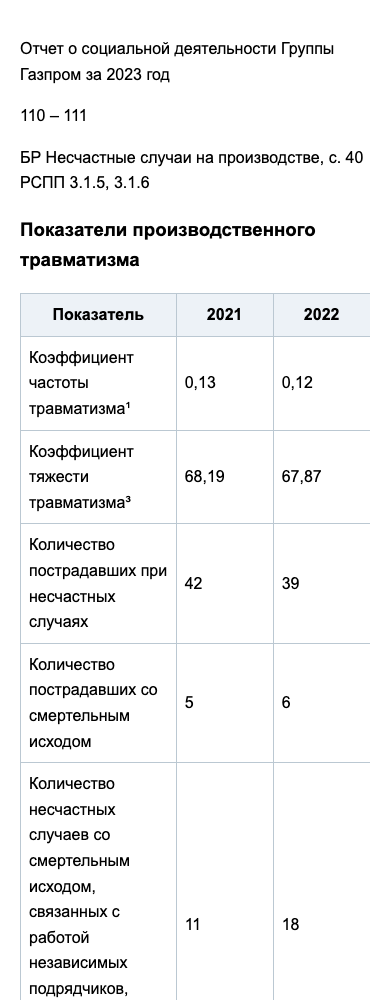 Отчет о социальной деятельности Группы
Газпром за 2023 год
110 – 111
БР Несчастные случаи на производстве, с. 40
РСПП 3.1.5, 3.1.6
Показатели производственного
травматизма
Показатель 2021 2022
Коэффициент
частоты
травматизма¹
0,13 0,12
Коэффициент
тяжести
травматизма³
68,19 67,87
Количество
пострадавших при
несчастных
случаях
42 39
Количество
пострадавших со
смертельным
исходом
5 6
Количество
несчастных
случаев со
смертельным
исходом,
связанных с
работой
независимых
подрядчиков,
11 18